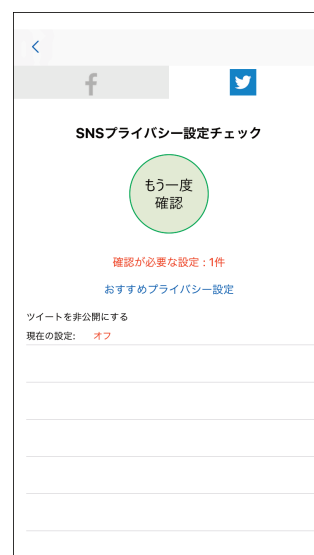 SNSプライバシー設定チェック
もう一度
確認
確認が必要な設定 : 1件
おすすめプライバシー設定
ツイートを非公開にする
現在の設定: オフ